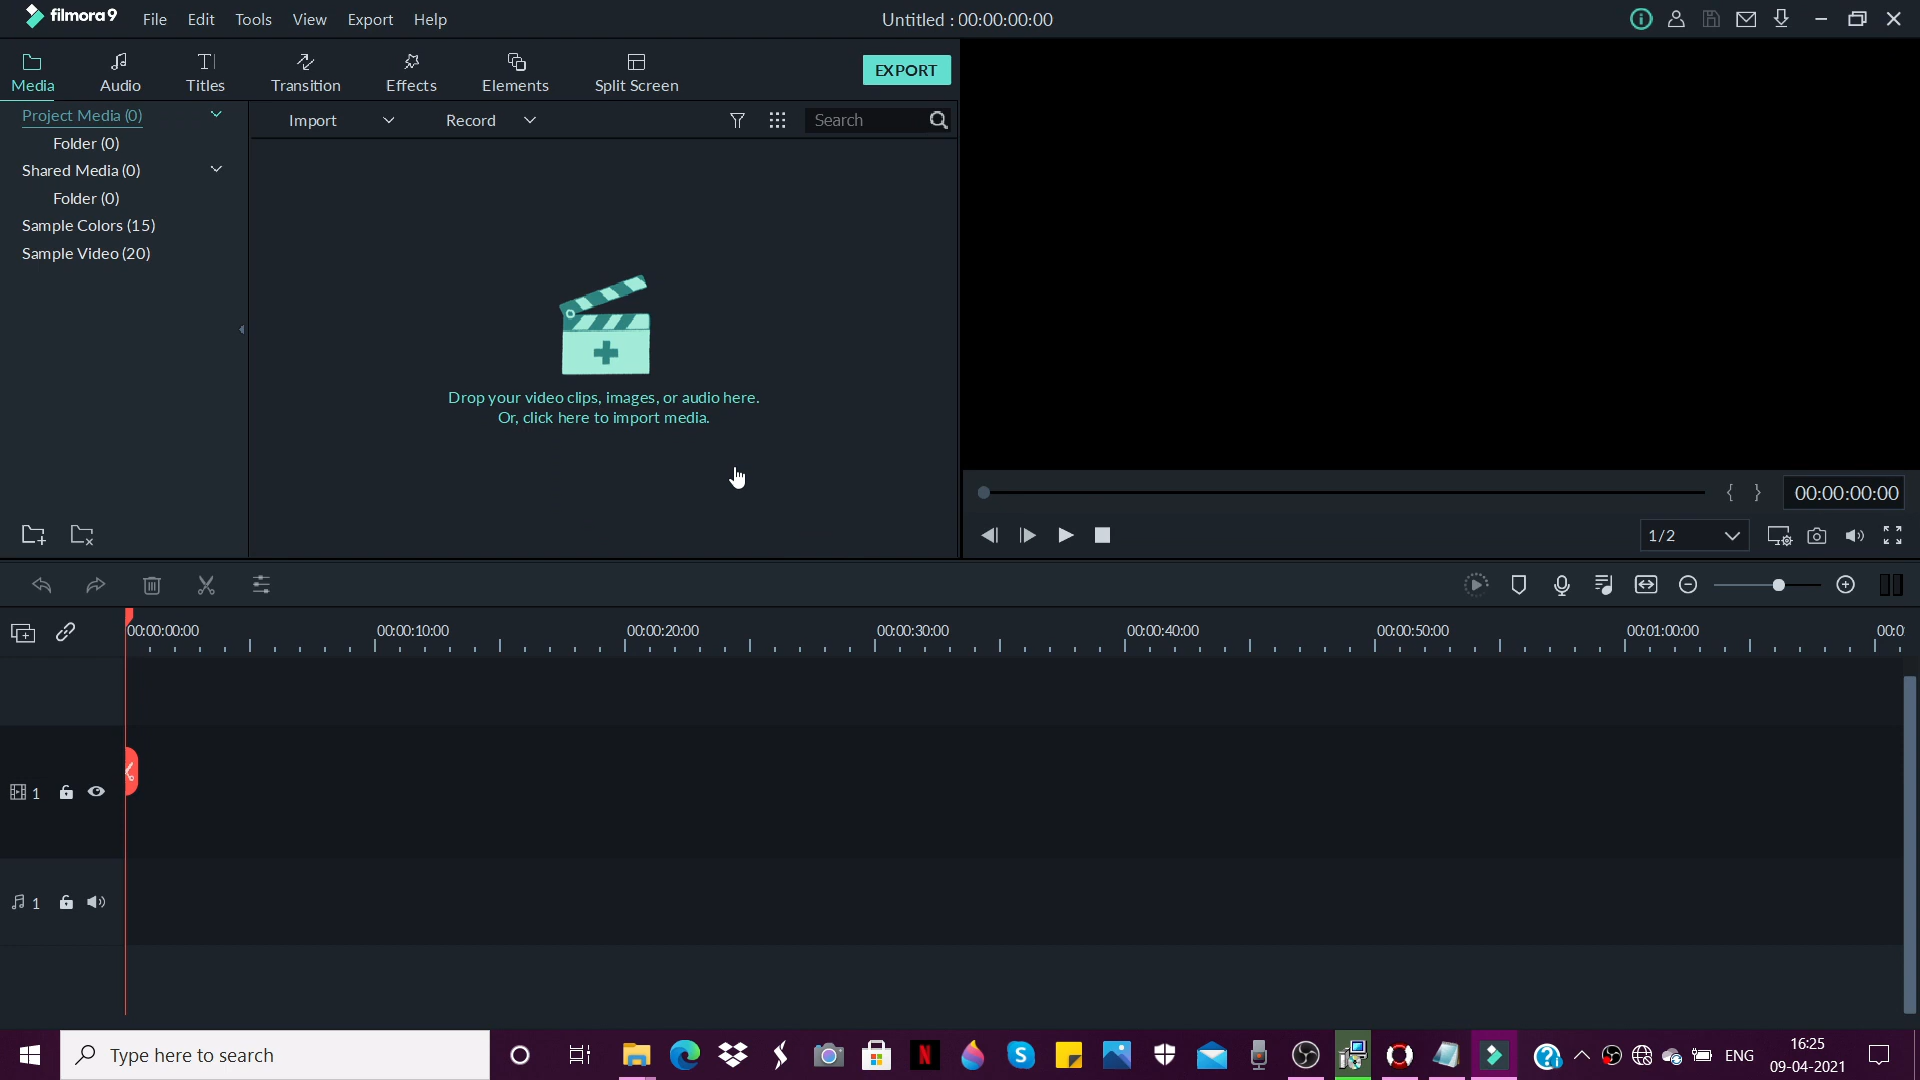 filmora9 File Edit Tools View Export Help Untitled : 00:00:00:00
Media Audio Titles Transition Effects Elements Split Screen EXPORT
Project Media (0)
Folder (0)
Shared Media (0)
Folder (0)
Sample Colors (15)
Sample Video (20)
Import Record Search
Drop your video clips, images, or audio here.
Or, click here to import media.
{ } 00:00:00:00
1/2
00:00:00:00 00:00:10:00 00:00:20:00 00:00:30:00 00:00:40:00 00:00:50:00 00:01:00:00 00:0
1
1
Type here to search
N
S
ENG
16:25
09-04-2021